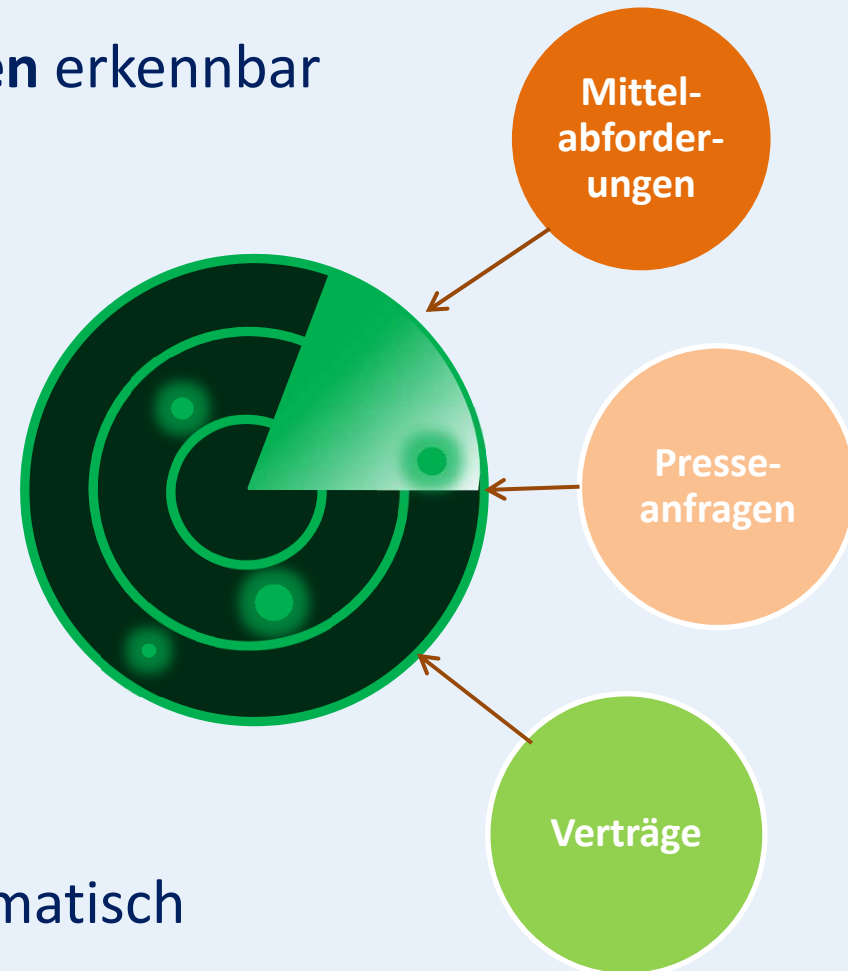 en erkennbar
Mittel-
abforder-
ungen
Presse-
anfragen
Verträge
matisch